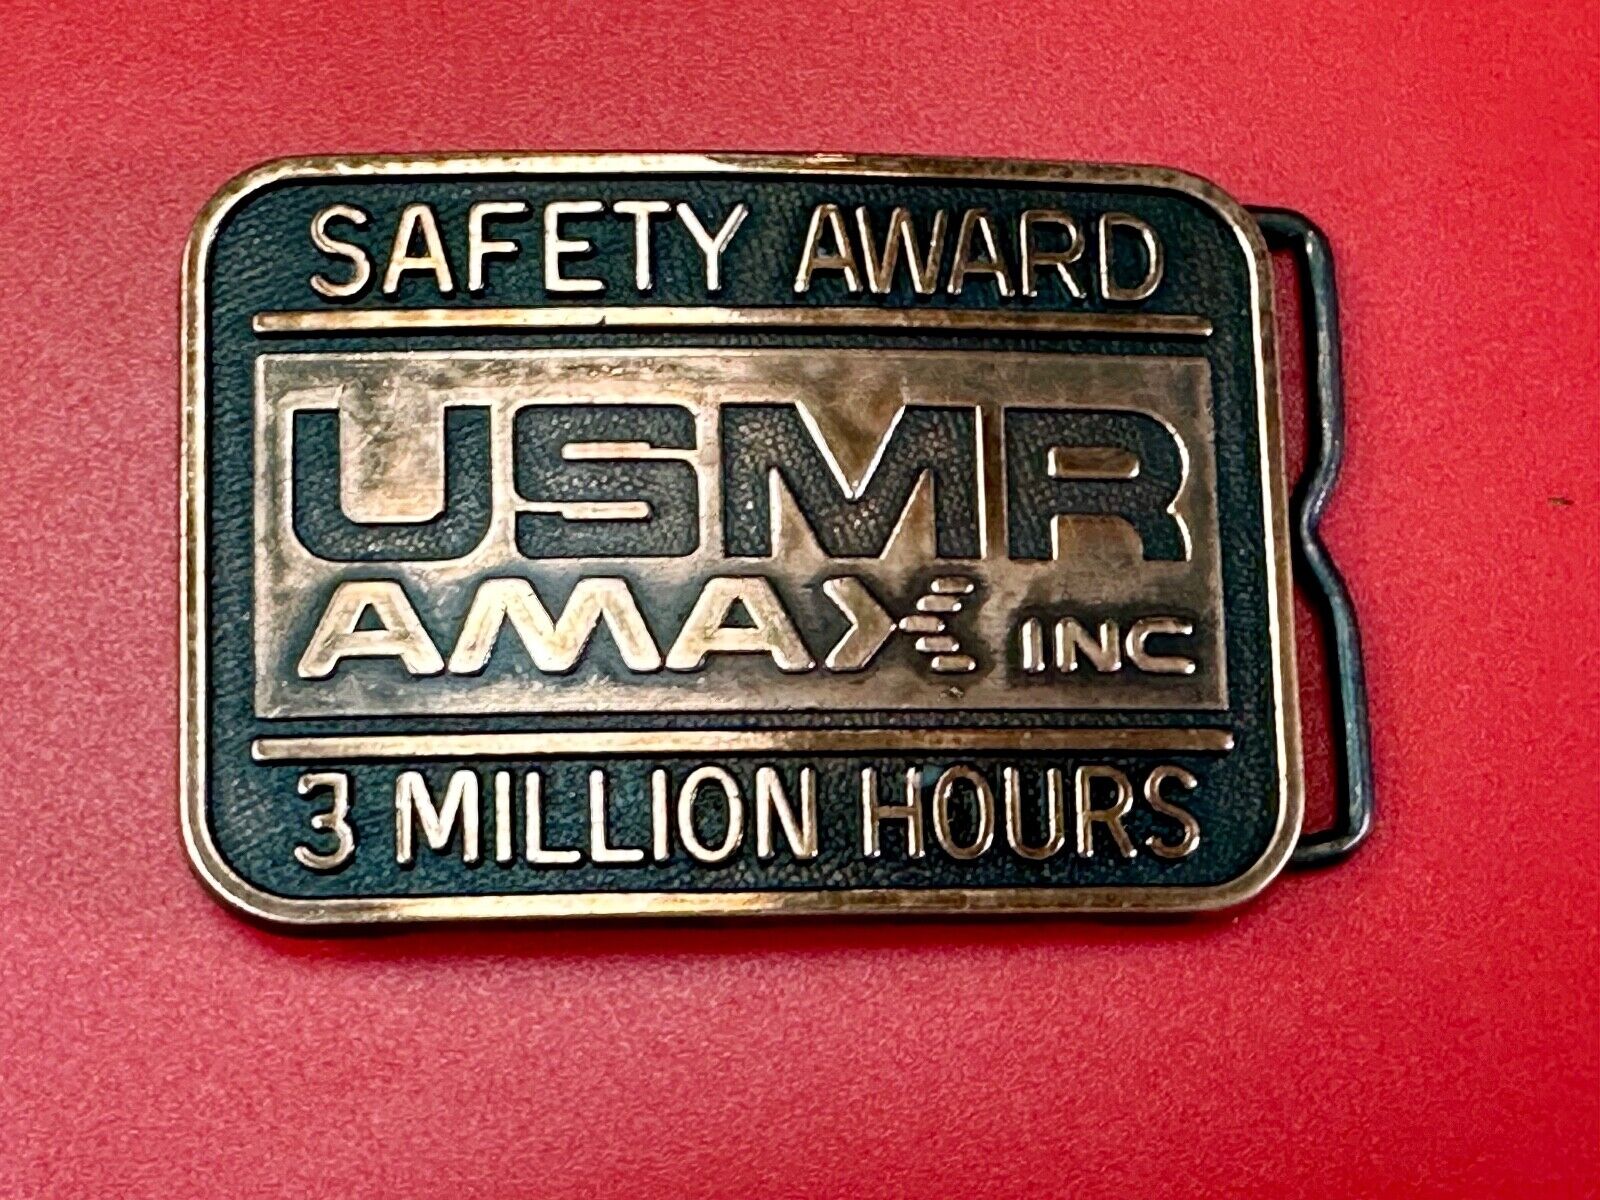 SAFETY AWARD
USMR
AMAX INC
3 MILLION HOURS